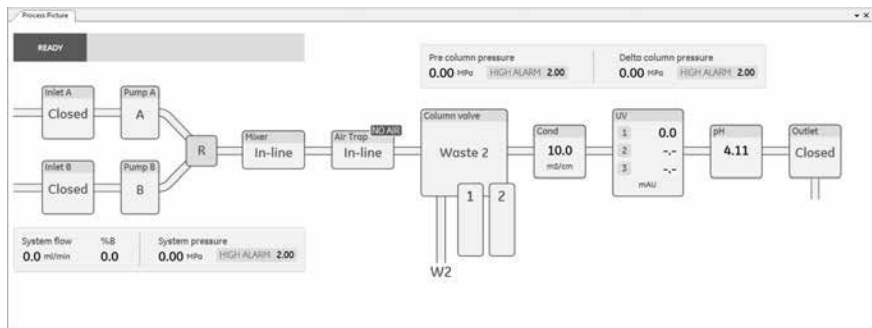 Process Picture
READY
Pre column pressure
0.00 MPa HIGH ALARM 2.00
Delta column pressure
0.00 MPa HIGH ALARM 2.00
Inlet A
Closed
Pump A
A
Inlet B
Closed
Pump B
B
R
Mixer
In-line
Air Trap
NO AIR
In-line
Column valve
Waste 2
1
2
W2
Cond
10.0
mS/cm
UV
1 0.0
2 -.-
3 -.-
mAU
pH
4.11
Outlet
Closed
System flow
0.0 ml/min
%B
0.0
System pressure
0.00 MPa HIGH ALARM 2.00